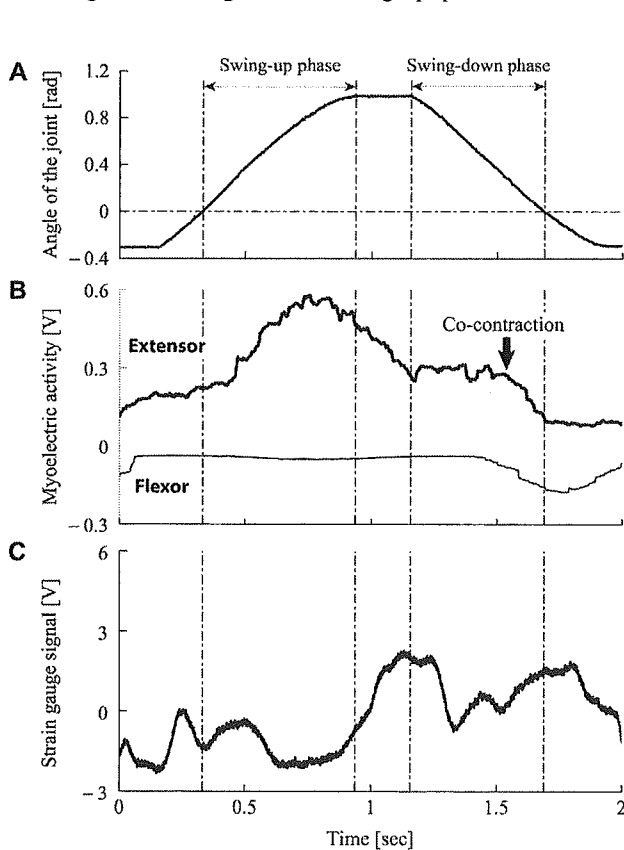 A
Angle of the joint [rad]
1.2
0.8
0.4
0
−0.4
Swing-up phase
Swing-down phase
B
Myoelectric activity [V]
0.6
0.3
0
−0.3
Extensor
Flexor
Co-contraction
C
Strain gauge signal [V]
6
3
0
−3
0
0.5
1
1.5
2
Time [sec]